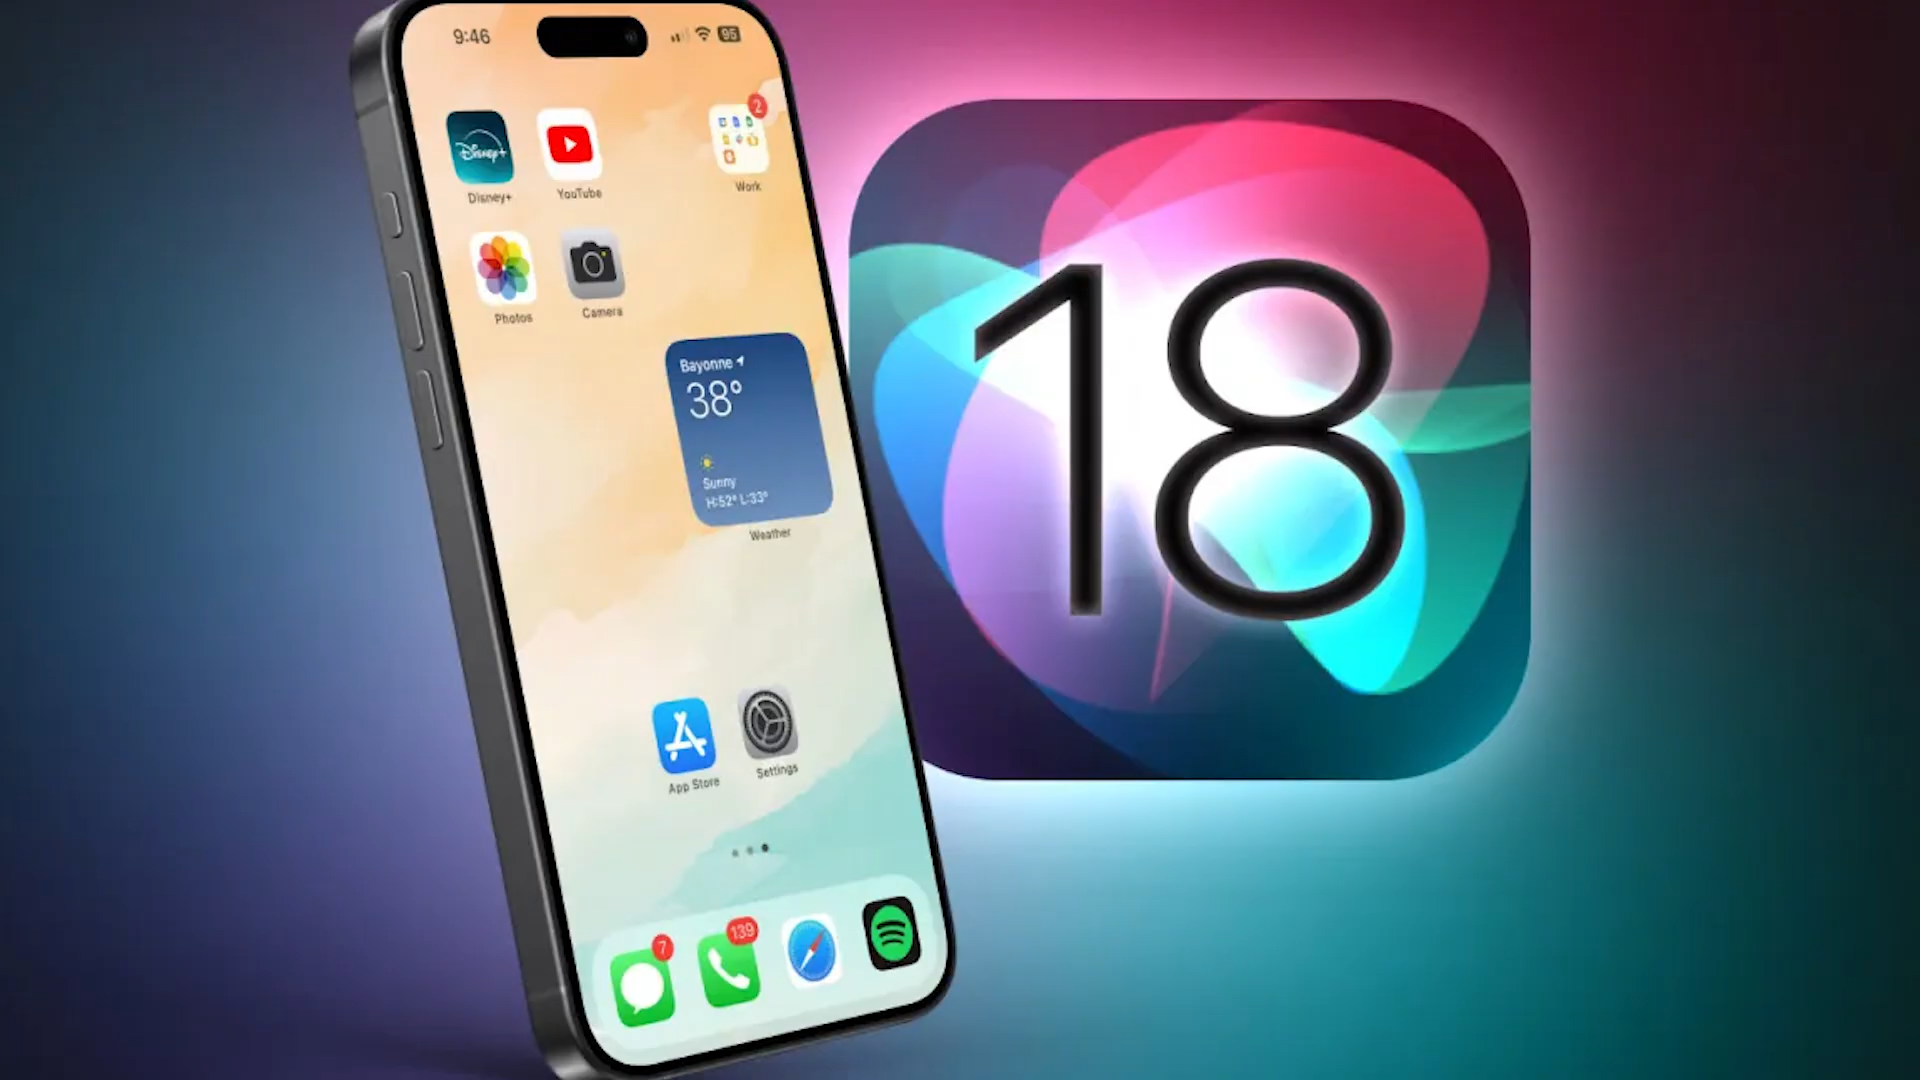 9:46
95
Disney+
2
Disney+
YouTube
Work
Photos
Camera
Bayonne
38°
Sunny
H:52° L:33°
Weather
18
App Store
Settings
7
139